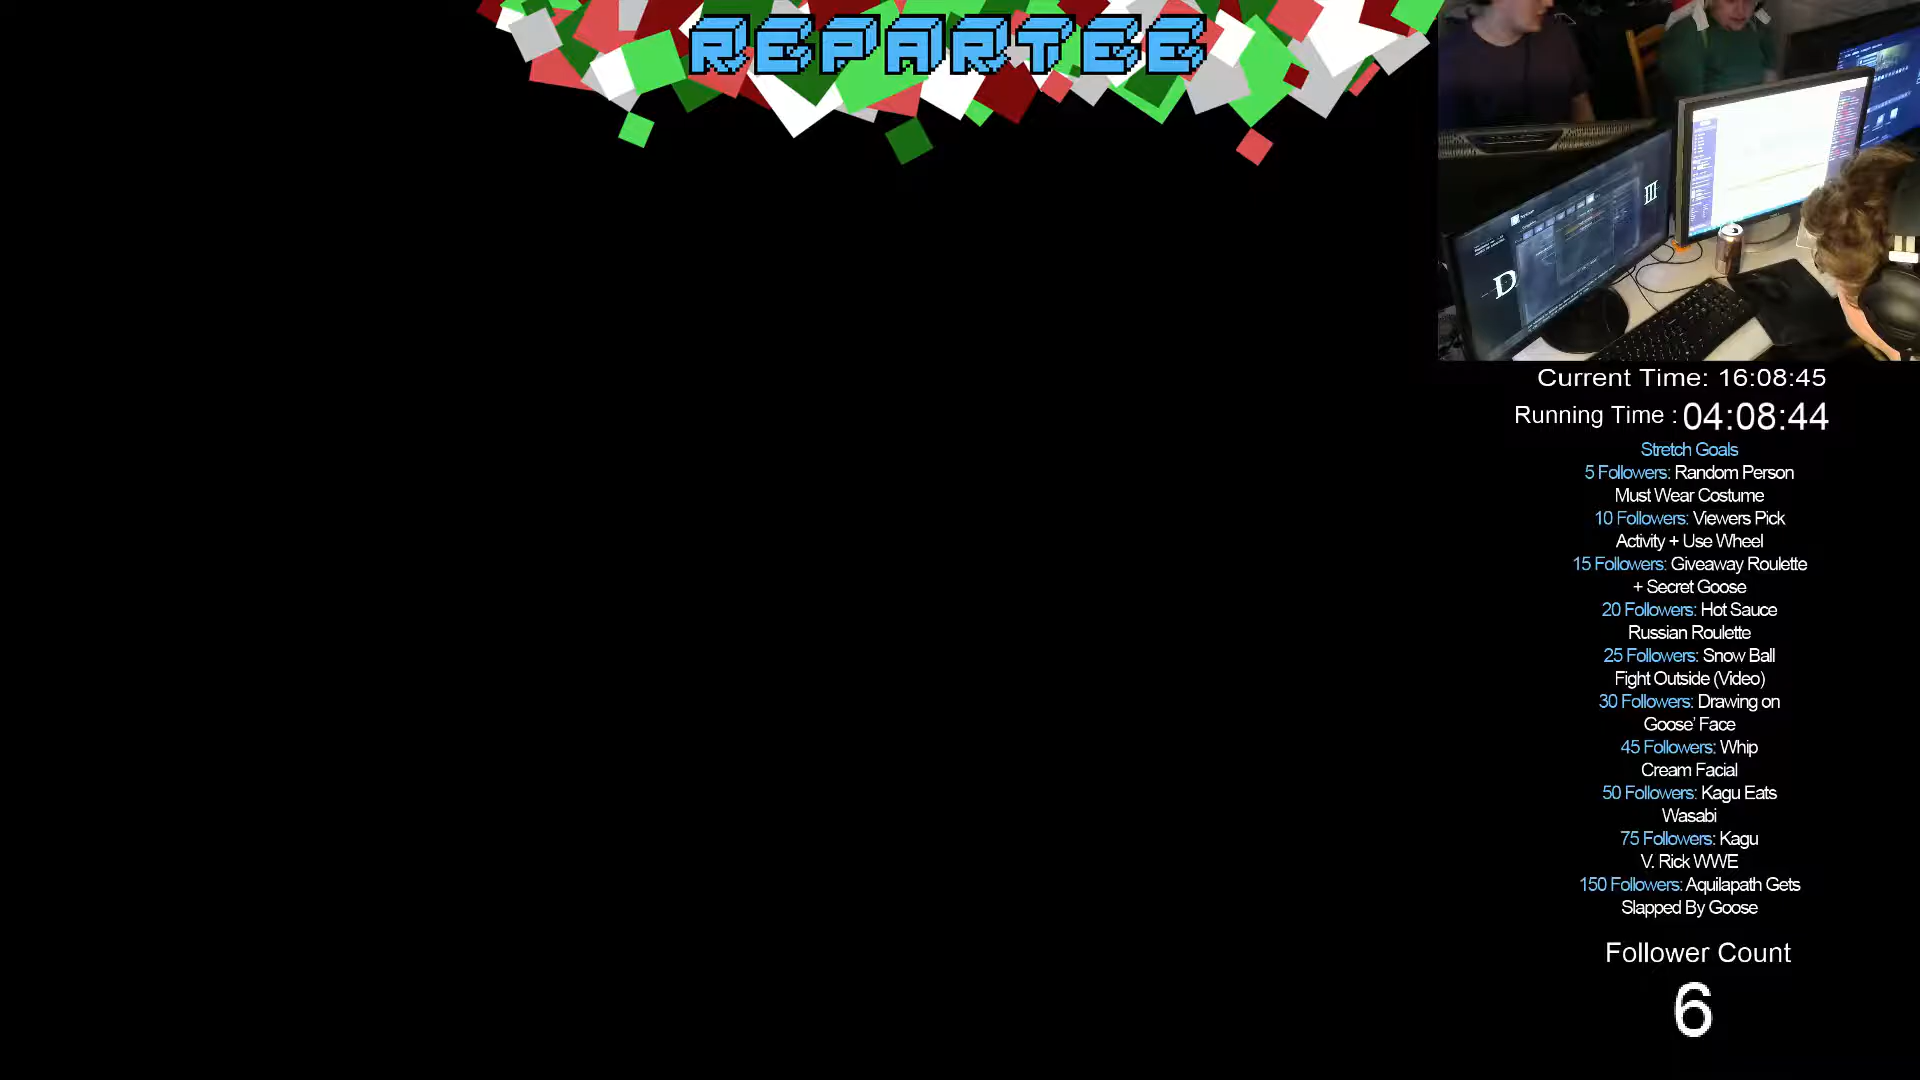 REPARTEE
III
D
Current Time: 16:08:45
Running Time : 04:08:44
Stretch Goals
5 Followers: Random Person
Must Wear Costume
10 Followers: Viewers Pick
Activity + Use Wheel
15 Followers: Giveaway Roulette
+ Secret Goose
20 Followers: Hot Sauce
Russian Roulette
25 Followers: Snow Ball
Fight Outside (Video)
30 Followers: Drawing on
Goose' Face
45 Followers: Whip
Cream Facial
50 Followers: Kagu Eats
Wasabi
75 Followers: Kagu
V. Rick WWE
150 Followers: Aquilapath Gets
Slapped By Goose
Follower Count
6